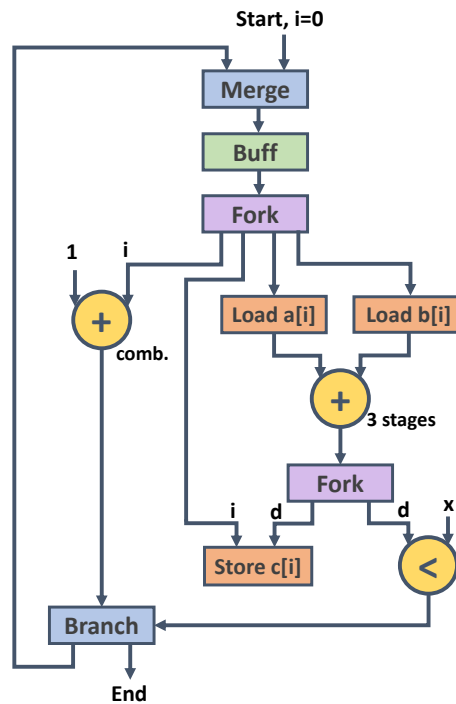 Start, i=0
Merge
Buff
Fork
1
i
+
comb.
Load a[i]
Load b[i]
+
3 stages
Fork
i
d
d
x
Store c[i]
<
Branch
End